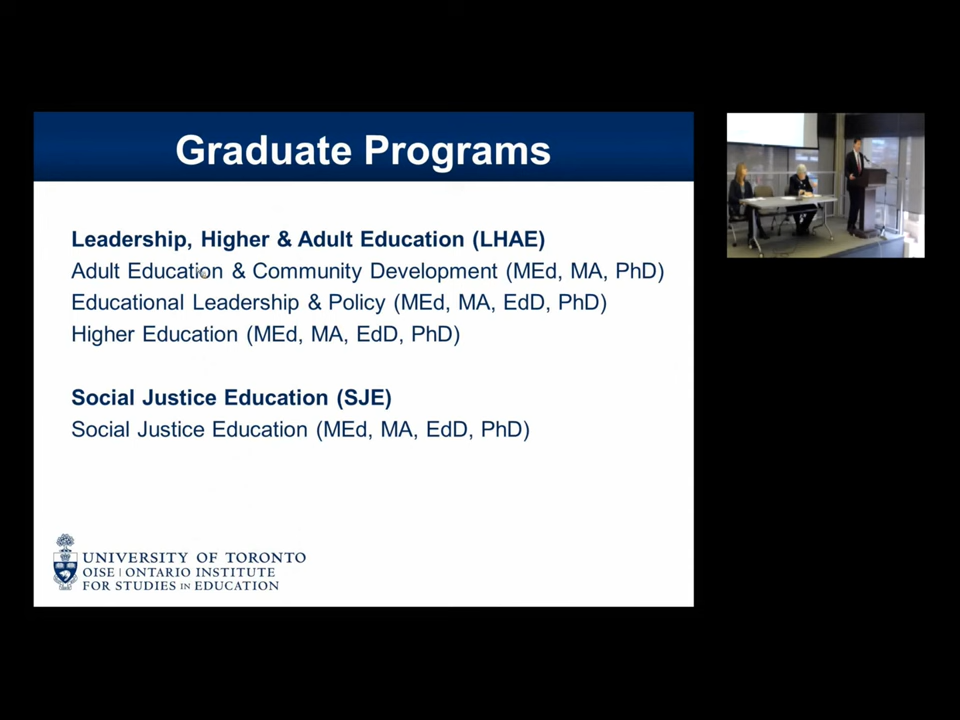 Graduate Programs
Leadership, Higher & Adult Education (LHAE)
Adult Education & Community Development (MEd, MA, PhD)
Educational Leadership & Policy (MEd, MA, EdD, PhD)
Higher Education (MEd, MA, EdD, PhD)
Social Justice Education (SJE)
Social Justice Education (MEd, MA, EdD, PhD)
UNIVERSITY OF TORONTO
OISE | ONTARIO INSTITUTE
FOR STUDIES IN EDUCATION